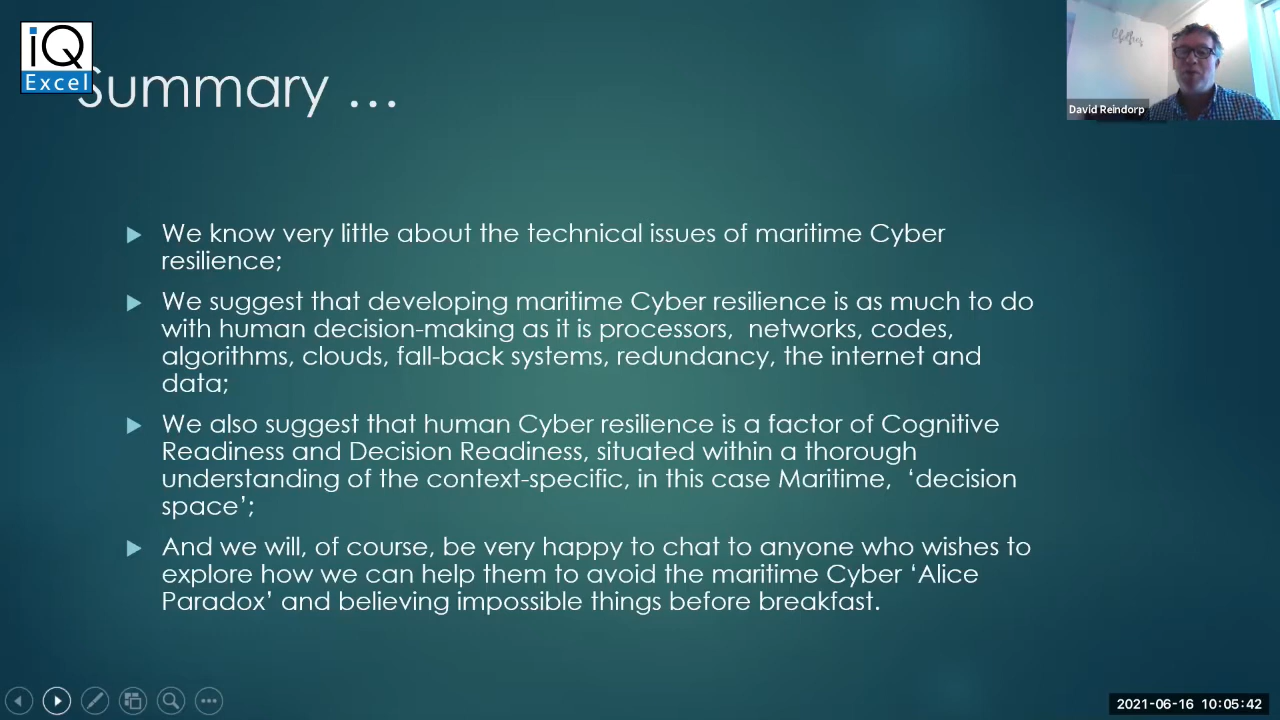 iQ
Excel
Summary ...
We know very little about the technical issues of maritime Cyber
resilience;
We suggest that developing maritime Cyber resilience is as much to do
with human decision-making as it is processors,  networks, codes,
algorithms, clouds, fall-back systems, redundancy, the internet and
data;
We also suggest that human Cyber resilience is a factor of Cognitive
Readiness and Decision Readiness, situated within a thorough
understanding of the context-specific, in this case Maritime,  ‘decision
space’;
And we will, of course, be very happy to chat to anyone who wishes to
explore how we can help them to avoid the maritime Cyber ‘Alice
Paradox’ and believing impossible things before breakfast.
David Reindorp
2021-06-16 10:05:42